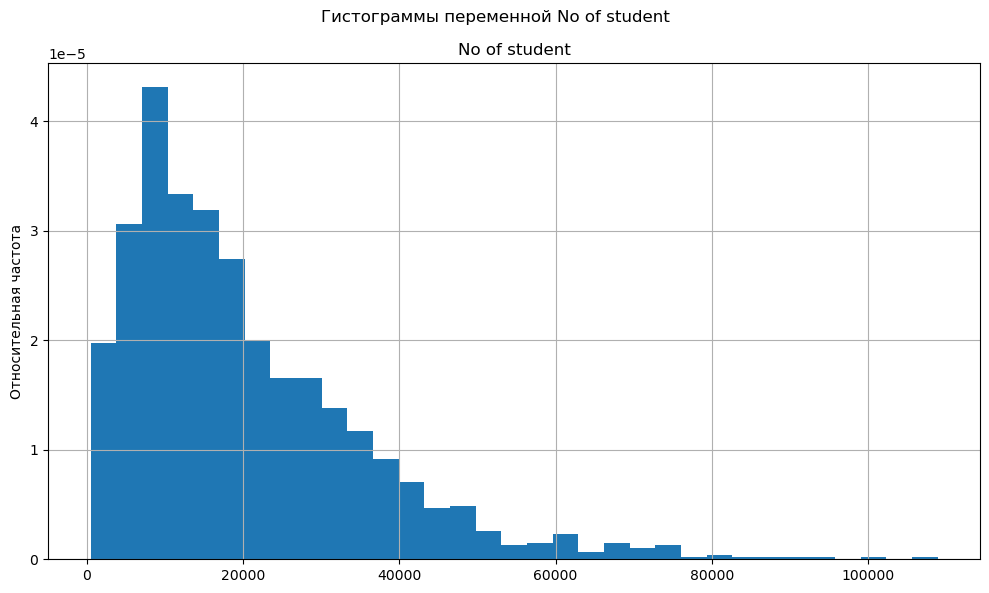 Гистограммы переменной No of student
No of student
1e−5
Относительная частота
4
3
2
1
0
0 20000 40000 60000 80000 100000